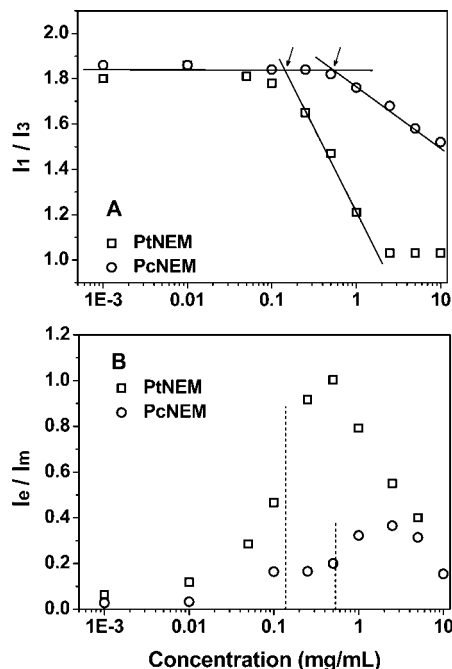 2.0
1.8
1.6
1.4
1.2
1.0
I1 / I3
A
PtNEM
PcNEM
1E-3 0.01 0.1 1 10
1.2
1.0
0.8
0.6
0.4
0.2
0.0
Ie / Im
B
PtNEM
PcNEM
1E-3 0.01 0.1 1 10
Concentration (mg/mL)